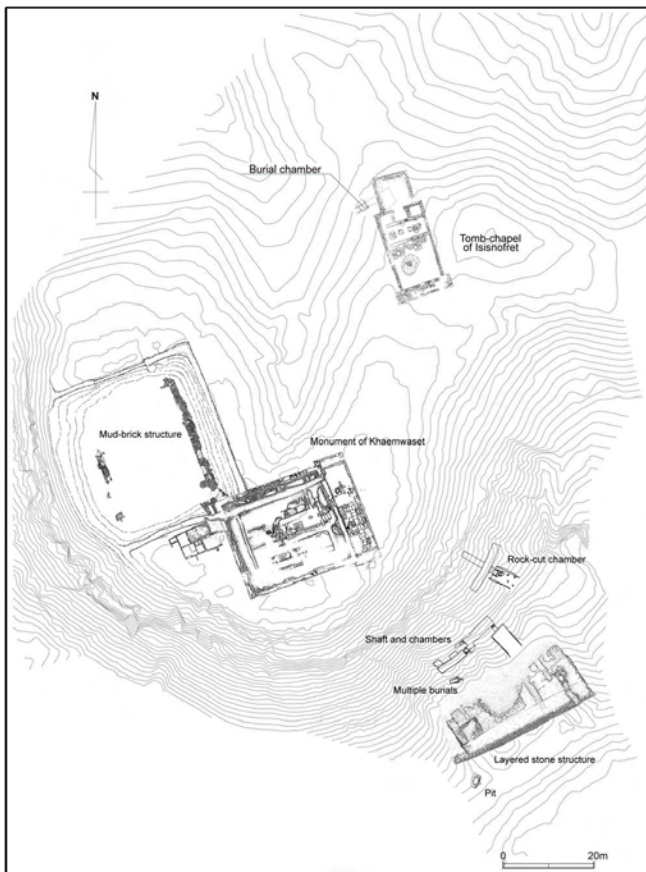 N
Burial chamber
Tomb-chapel
of Isisnofret
Mud-brick structure
Monument of Khaemwaset
Rock-cut chamber
Shaft and chambers
Multiple burials
Layered stone structure
Pit
0 20m